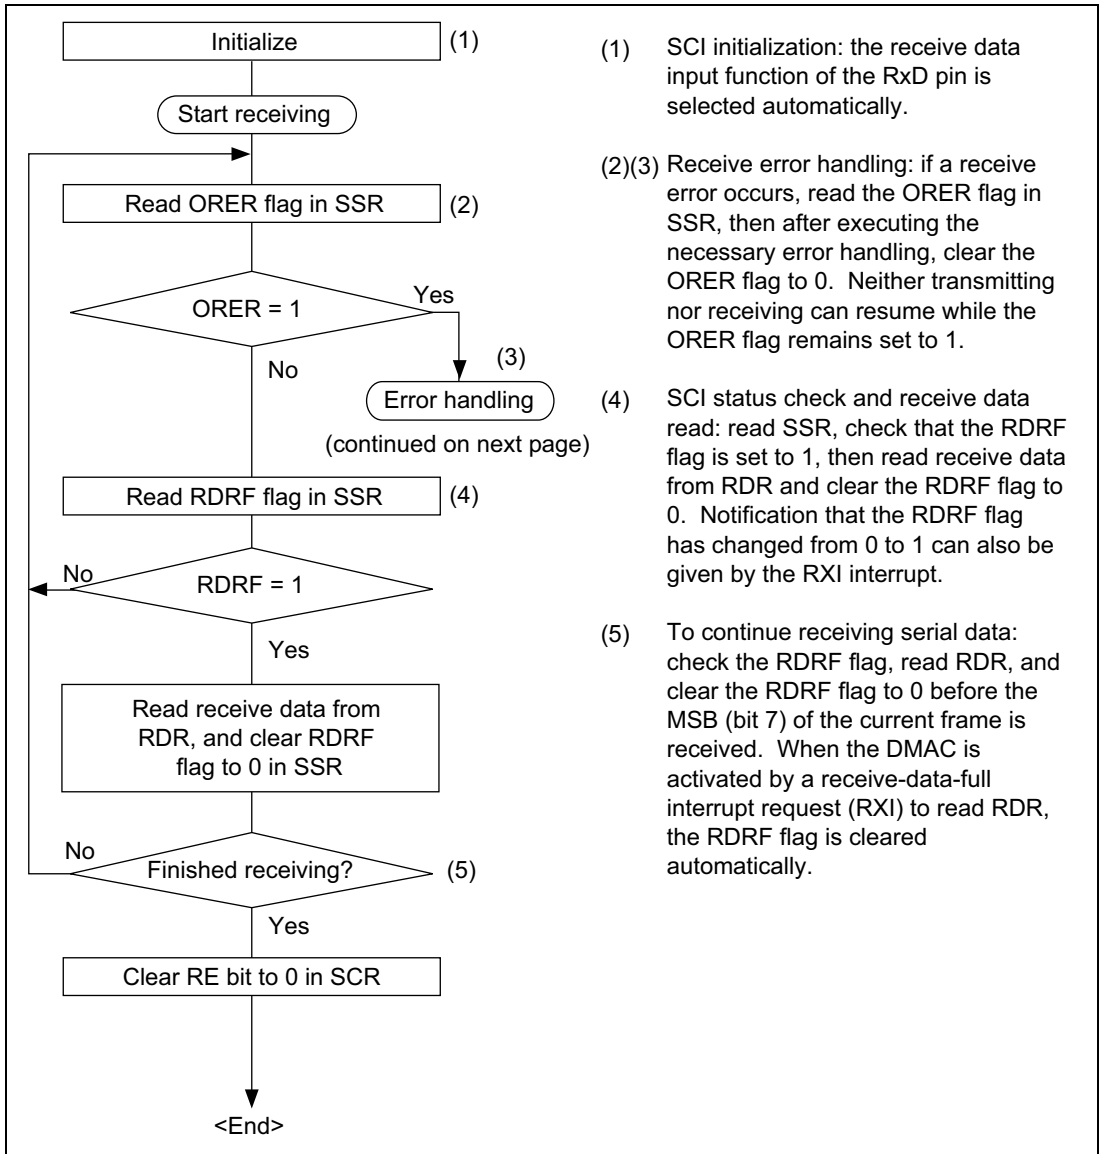 Initialize (1)
Start receiving
Read ORER flag in SSR (2)
ORER = 1
Yes
No
(3)
Error handling
(continued on next page)
Read RDRF flag in SSR (4)
RDRF = 1
No
Yes
Read receive data from
RDR, and clear RDRF
flag to 0 in SSR
No
Finished receiving? (5)
Yes
Clear RE bit to 0 in SCR
<End>
(1) SCI initialization: the receive data
input function of the RxD pin is
selected automatically.
(2)(3) Receive error handling: if a receive
error occurs, read the ORER flag in
SSR, then after executing the
necessary error handling, clear the
ORER flag to 0. Neither transmitting
nor receiving can resume while the
ORER flag remains set to 1.
(4) SCI status check and receive data
read: read SSR, check that the RDRF
flag is set to 1, then read receive data
from RDR and clear the RDRF flag to
0. Notification that the RDRF flag
has changed from 0 to 1 can also be
given by the RXI interrupt.
(5) To continue receiving serial data:
check the RDRF flag, read RDR, and
clear the RDRF flag to 0 before the
MSB (bit 7) of the current frame is
received. When the DMAC is
activated by a receive-data-full
interrupt request (RXI) to read RDR,
the RDRF flag is cleared
automatically.